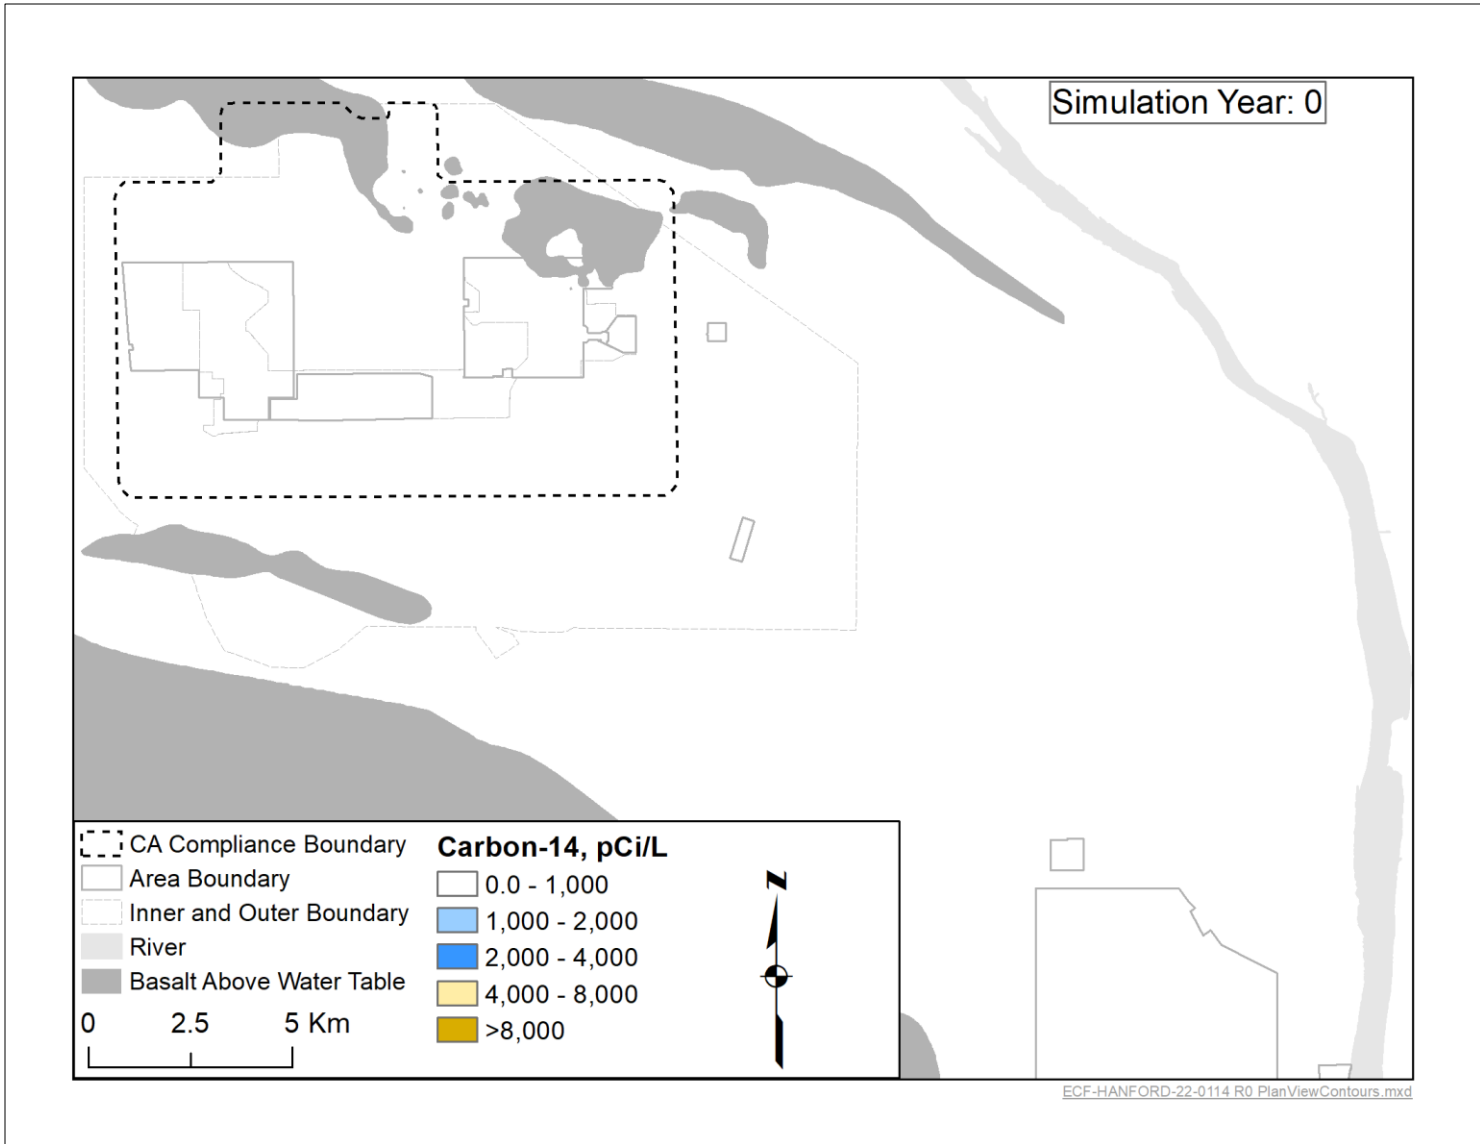 Simulation Year: 0
CA Compliance Boundary
Area Boundary
Inner and Outer Boundary
River
Basalt Above Water Table
0 2.5 5 Km
Carbon-14, pCi/L
0.0 - 1,000
1,000 - 2,000
2,000 - 4,000
4,000 - 8,000
>8,000
N
ECF-HANFORD-22-0114 R0 PlanViewContours.mxd